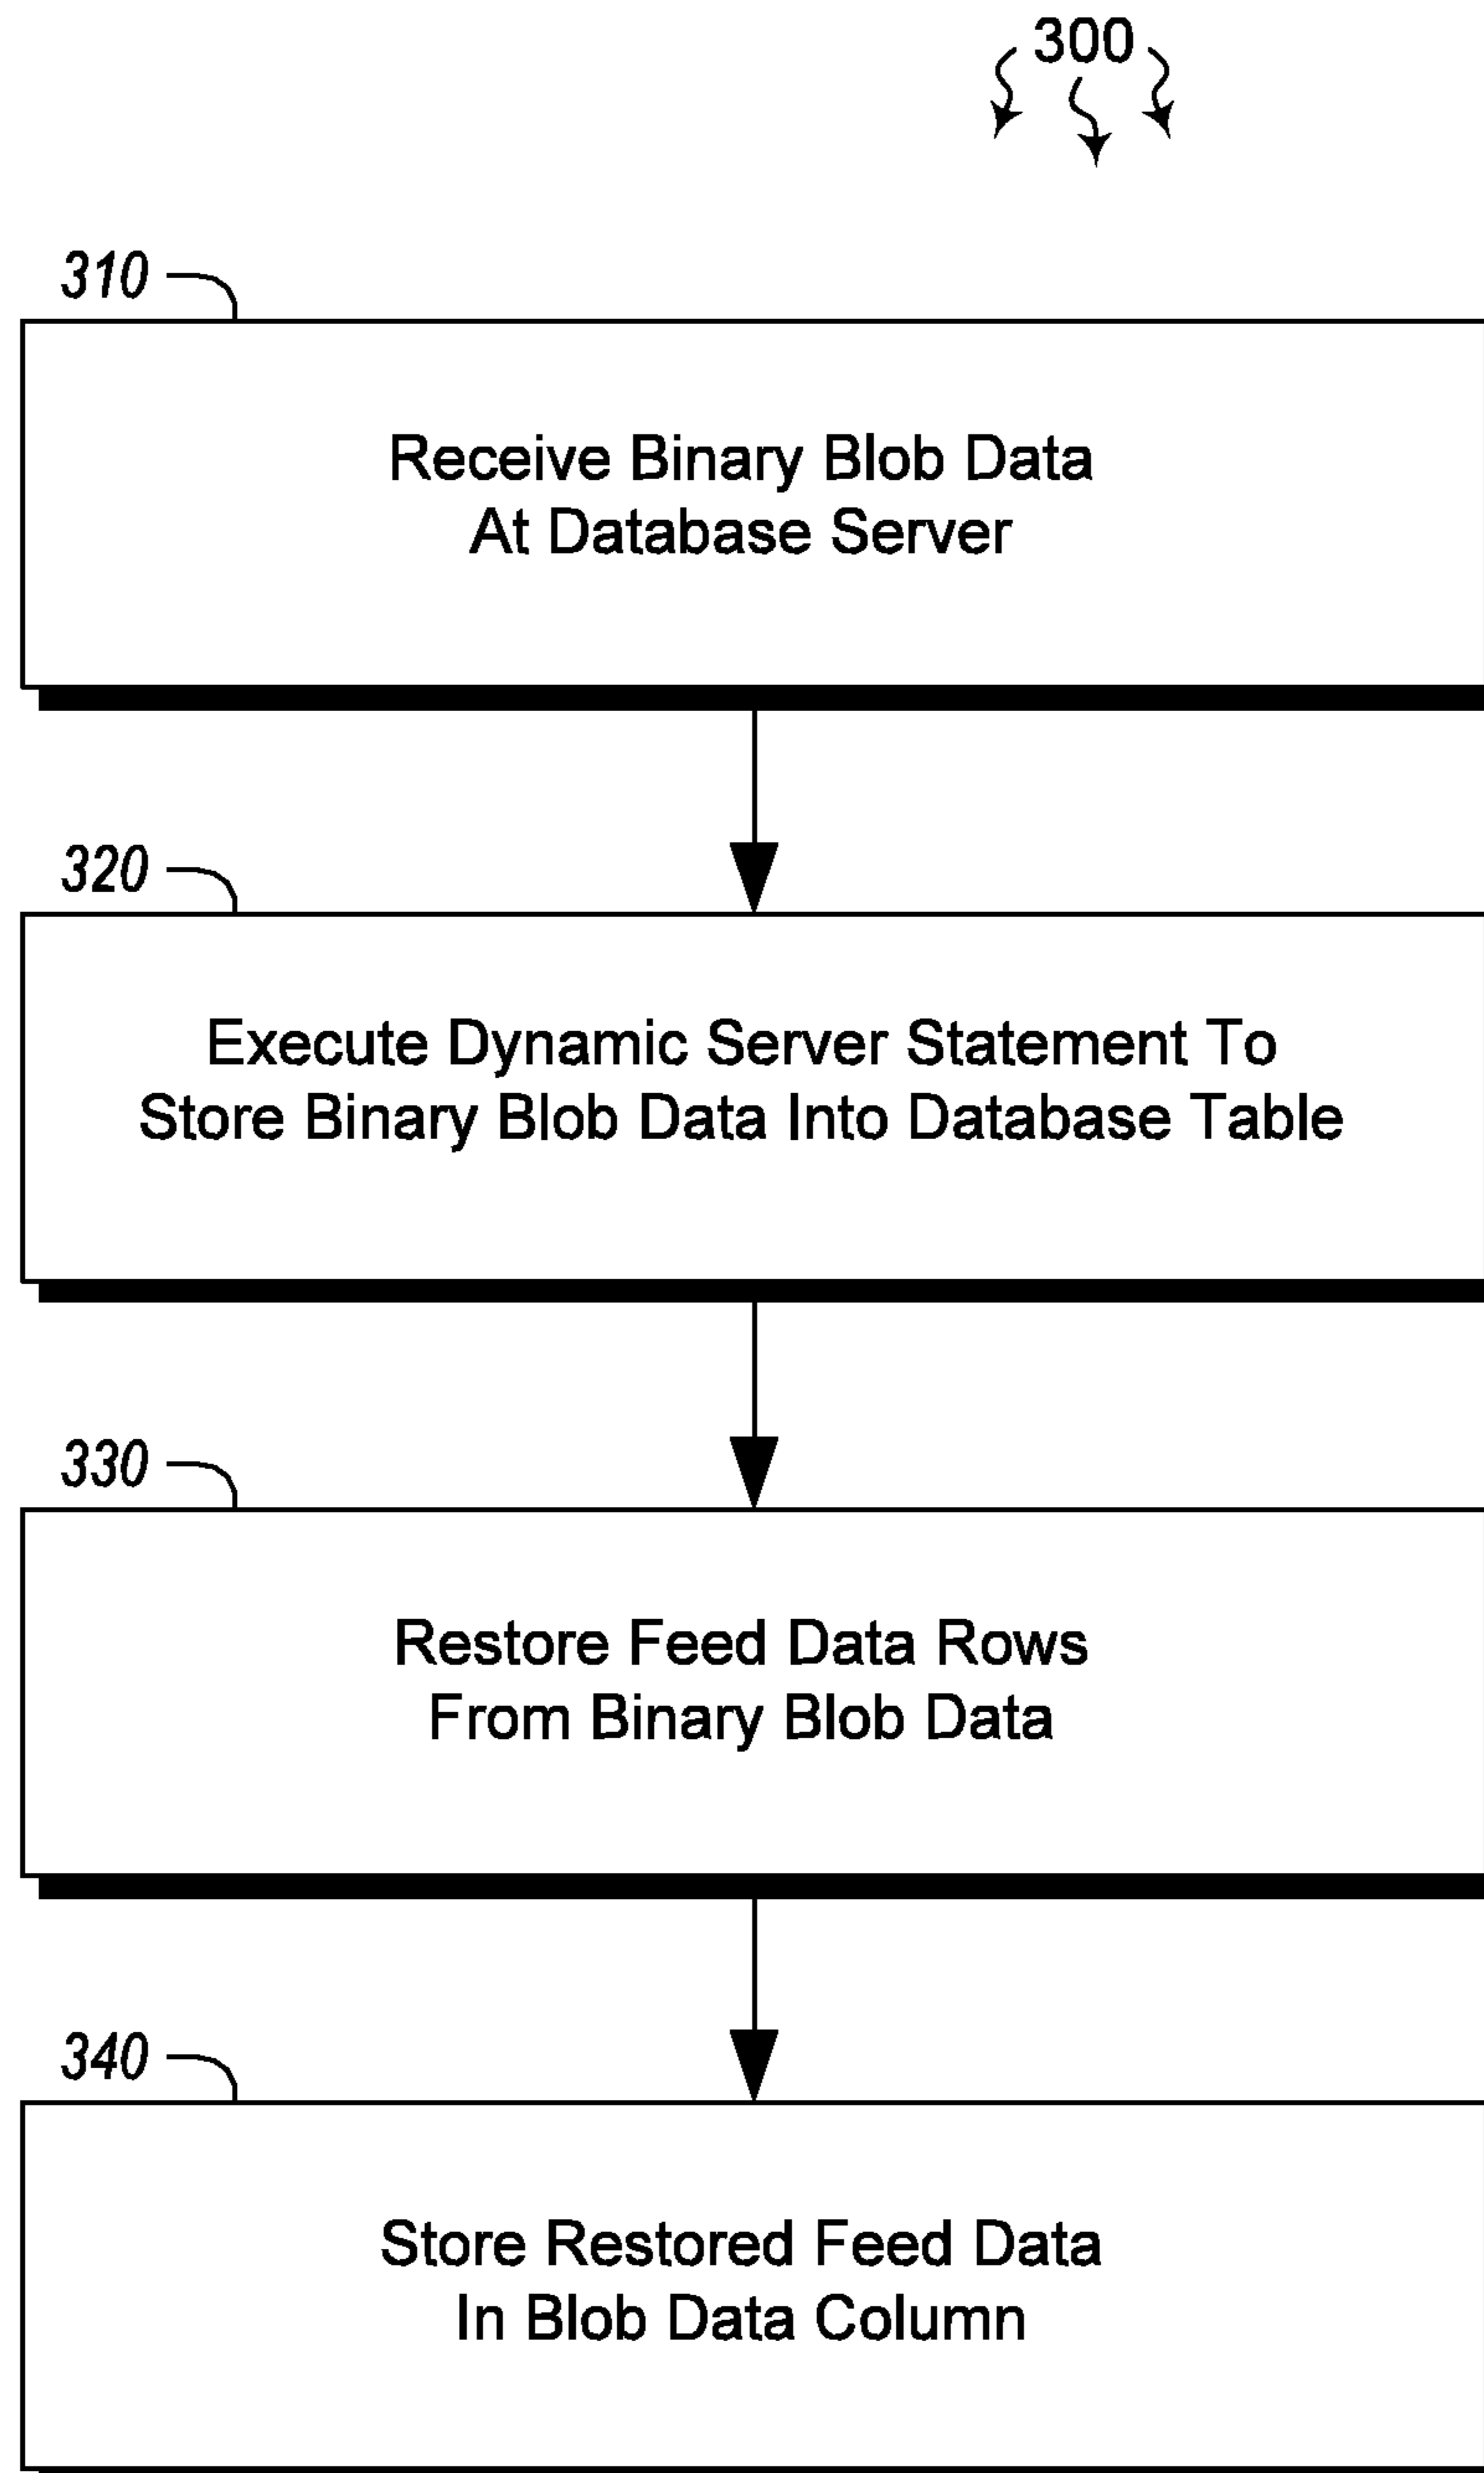 300
310
Receive Binary Blob Data
At Database Server
320
Execute Dynamic Server Statement To
Store Binary Blob Data Into Database Table
330
Restore Feed Data Rows
From Binary Blob Data
340
Store Restored Feed Data
In Blob Data Column